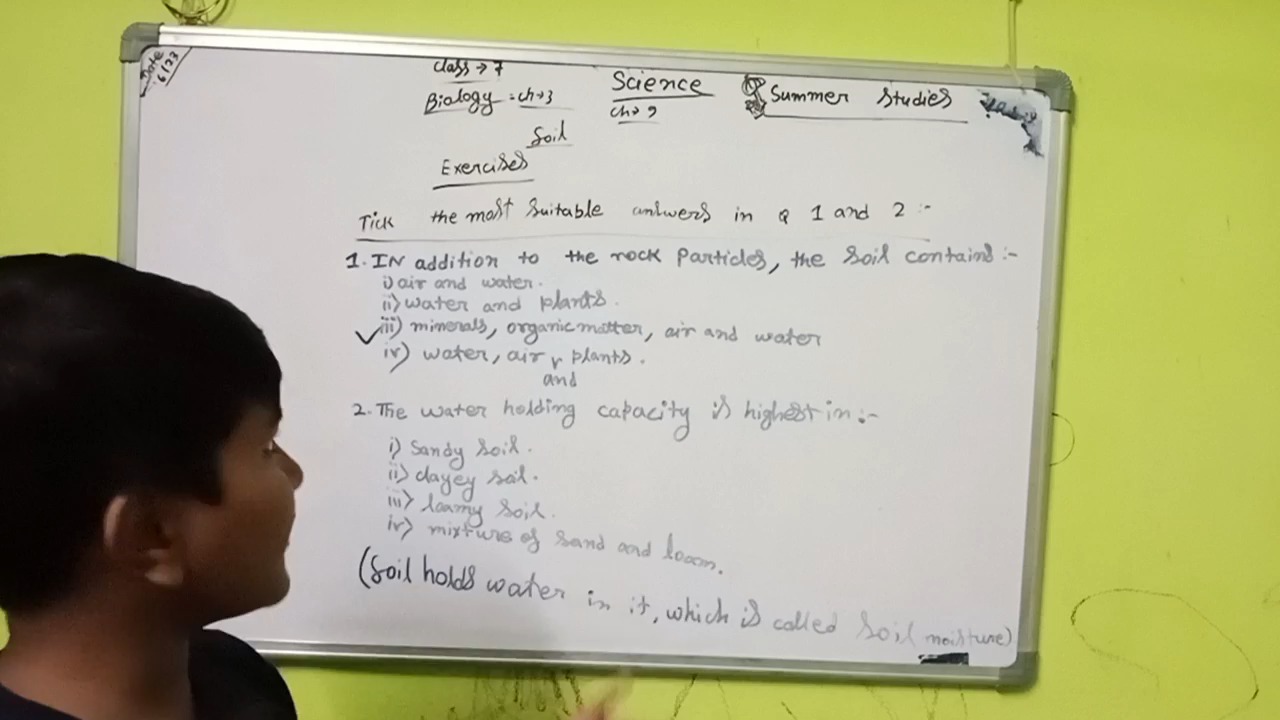 Date
6/23
Class → 7
Biology : ch → 3
Science
Ch → 9
Summer Studies
Soil
Exercises
Tick the most suitable answers in Q 1 and 2 :-
1. IN addition to the rock Particles, the Soil contains :-
i) air and water.
ii) water and plants.
✓ iii) minerals, organic matter, air and water
iv) water, air and plants.
2. The water holding capacity is highest in :-
i) Sandy soil.
ii) clayey soil.
iii) loamy soil.
iv) mixture of sand and loam.
(Soil holds water in it, which is called Soil moisture)